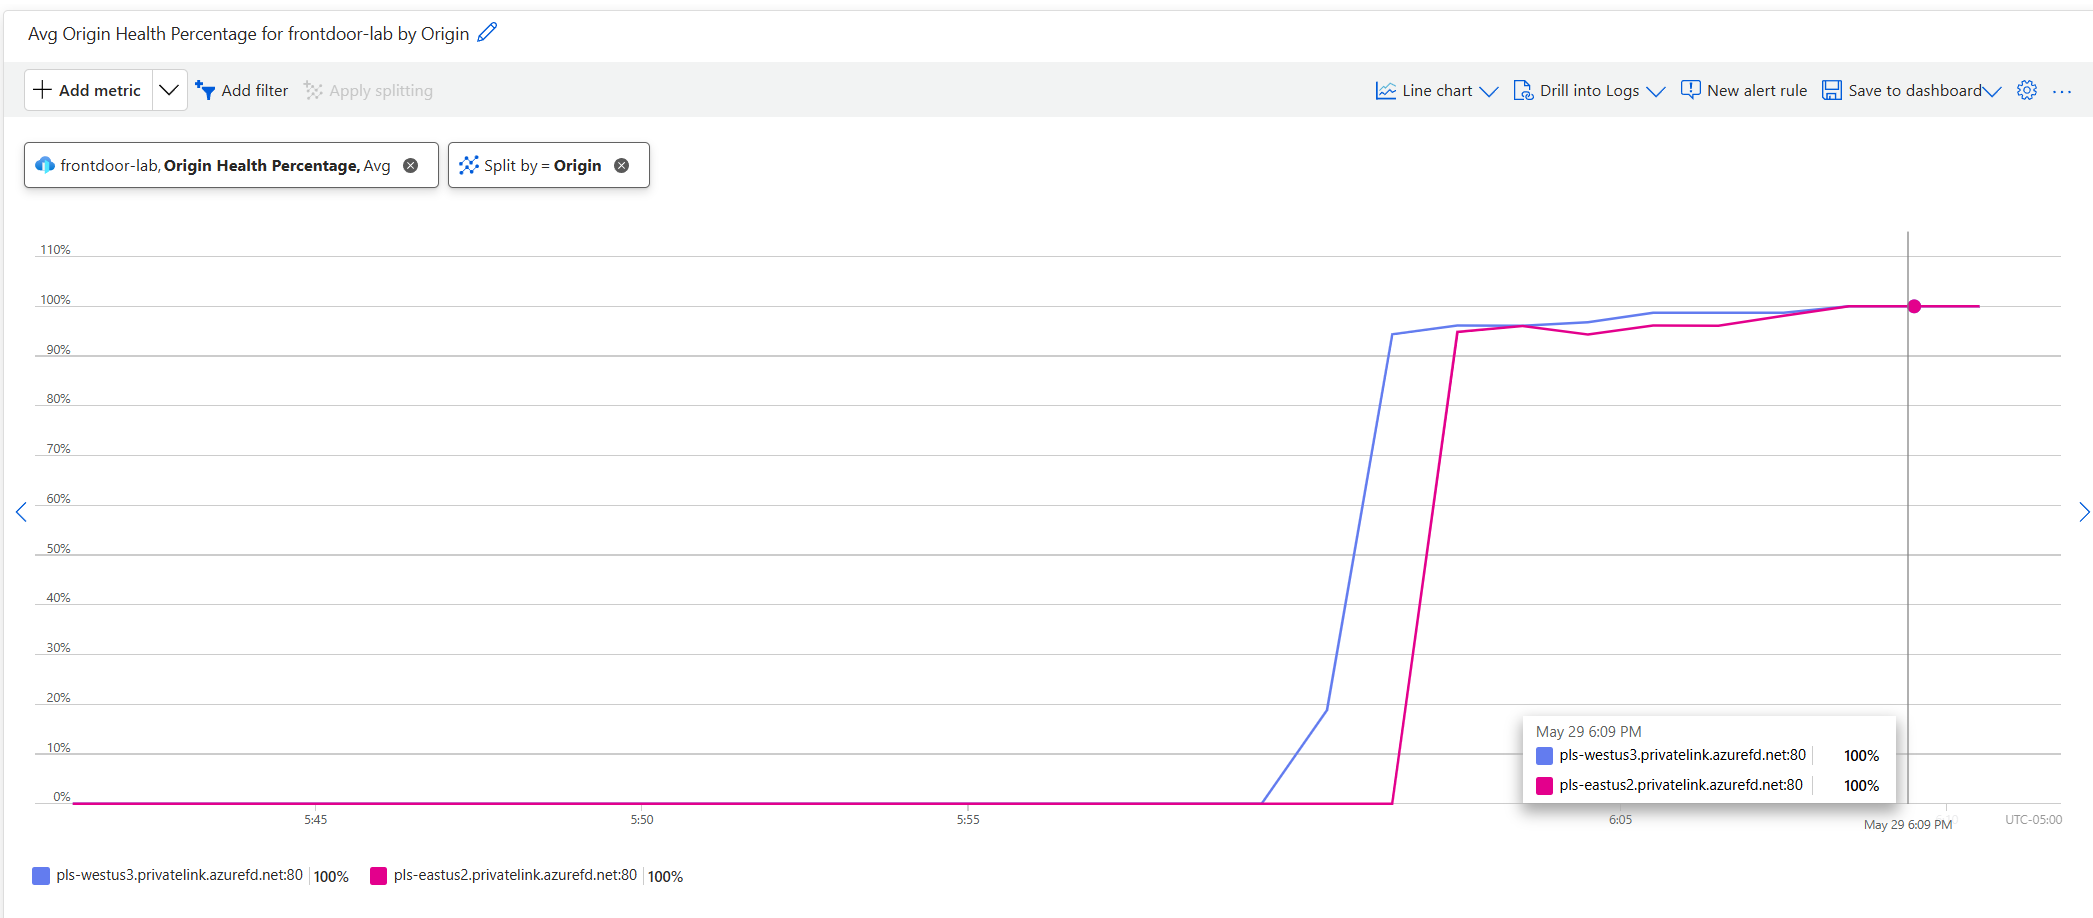 Avg Origin Health Percentage for frontdoor-lab by Origin
Add metric Add filter Apply splitting Line chart Drill into Logs New alert rule Save to dashboard
frontdoor-lab, Origin Health Percentage, Avg Split by = Origin
110%
100%
90%
80%
70%
60%
50%
40%
30%
20%
10%
0%
May 29 6:09 PM
pls-westus3.privatelink.azurefd.net:80 100%
pls-eastus2.privatelink.azurefd.net:80 100%
5:45 5:50 5:55 6:05 May 29 6:09 PM UTC-05:00
pls-westus3.privatelink.azurefd.net:80 100% pls-eastus2.privatelink.azurefd.net:80 100%